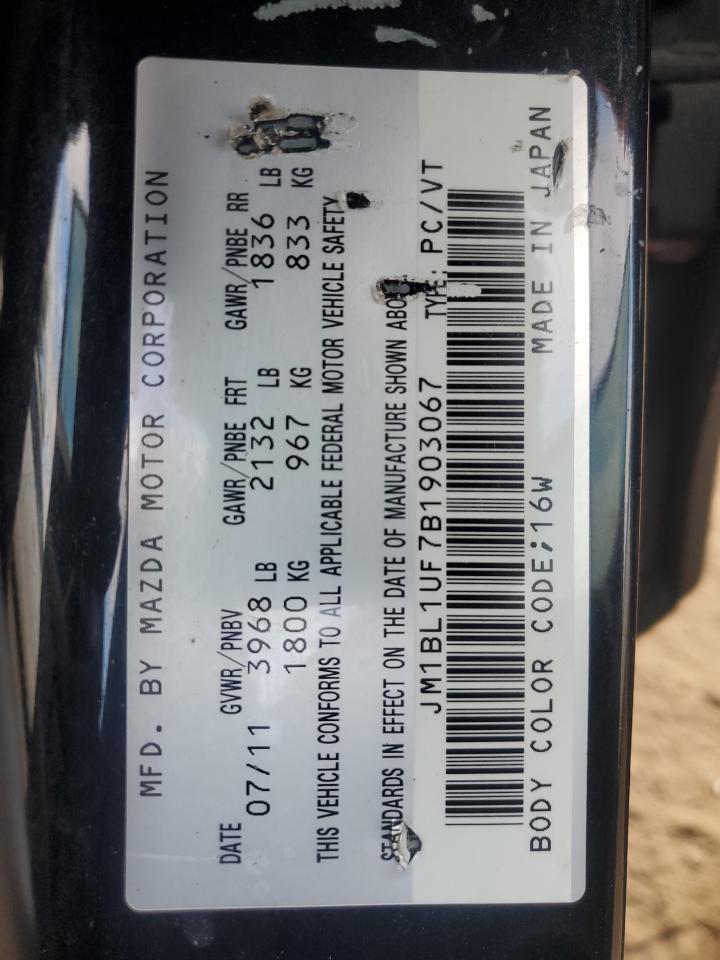 MFD. BY MAZDA MOTOR CORPORATION
DATE GVWR/PNBV GAWR/PNBE FRT GAWR/PNBE RR
07/11 3968 LB 2132 LB 1836 LB
1800 KG 967 KG 833 KG
THIS VEHICLE CONFORMS TO ALL APPLICABLE FEDERAL MOTOR VEHICLE SAFETY
STANDARDS IN EFFECT ON THE DATE OF MANUFACTURE SHOWN ABOVE
JM1BL1UF7B1903067 TYPE: PC/VT
BODY COLOR CODE;16W MADE IN JAPAN